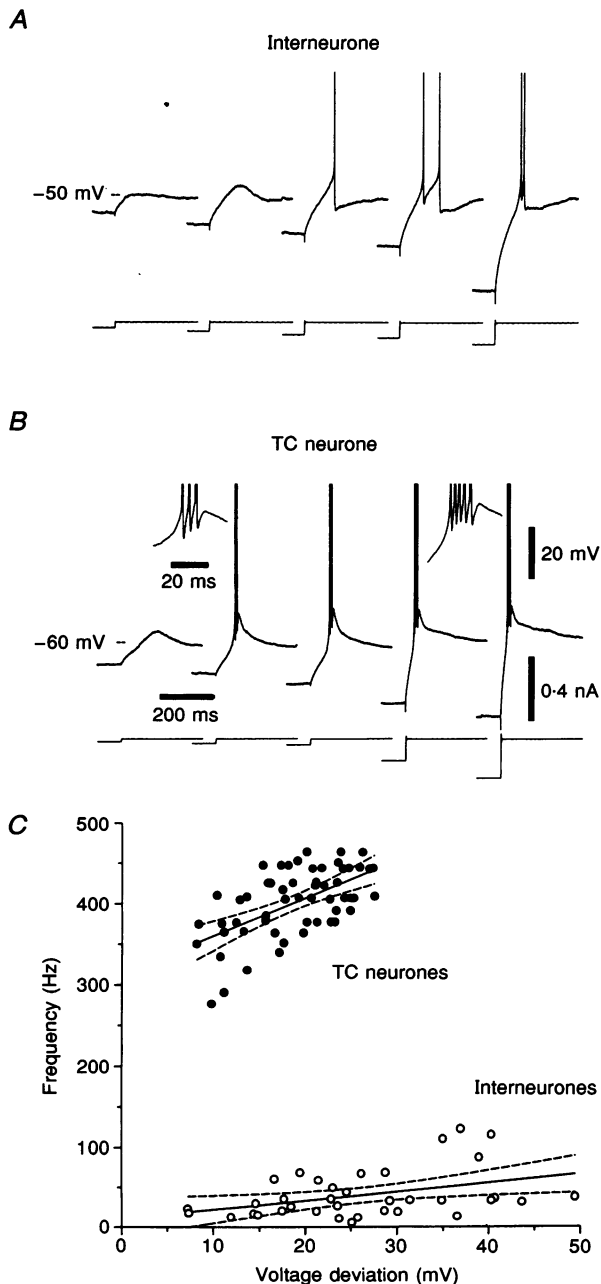 A
Interneurone
−50 mV
B
TC neurone
20 ms
20 mV
−60 mV
200 ms
0·4 nA
C
500
400
300
200
100
0
Frequency (Hz)
TC neurones
Interneurones
0 10 20 30 40 50
Voltage deviation (mV)